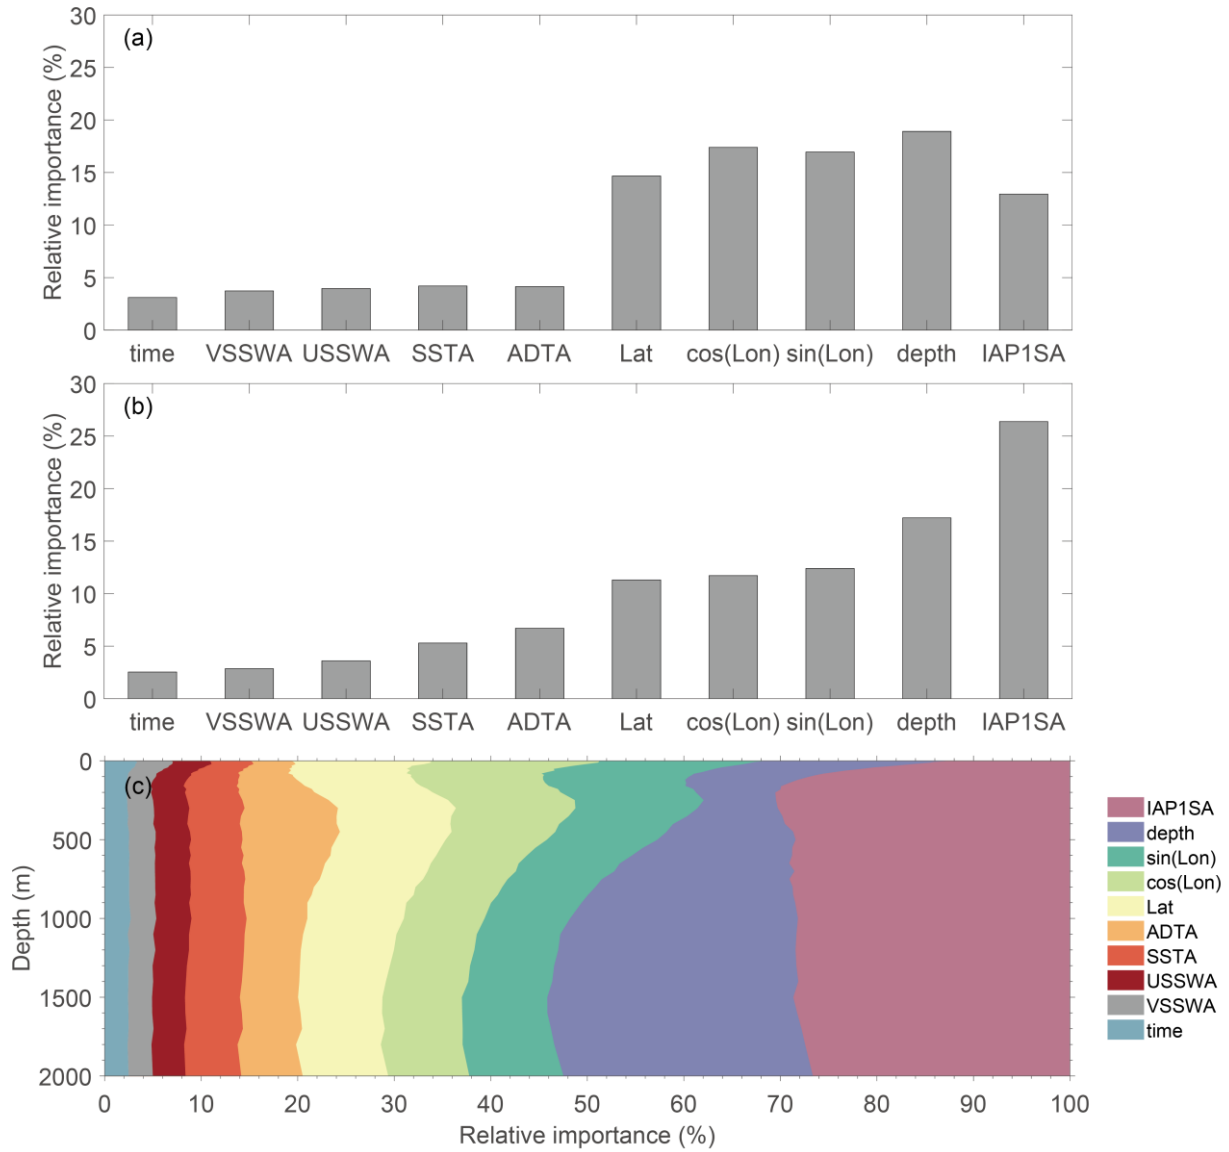 (a)
Relative importance (%)
30
25
20
15
10
5
0
time VSSWA USSWA SSTA ADTA Lat cos(Lon) sin(Lon) depth IAP1SA
(b)
Relative importance (%)
30
25
20
15
10
5
0
time VSSWA USSWA SSTA ADTA Lat cos(Lon) sin(Lon) depth IAP1SA
(c)
Depth (m)
0
500
1000
1500
2000
0 10 20 30 40 50 60 70 80 90 100
Relative importance (%)
IAP1SA
depth
sin(Lon)
cos(Lon)
Lat
ADTA
SSTA
USSWA
VSSWA
time